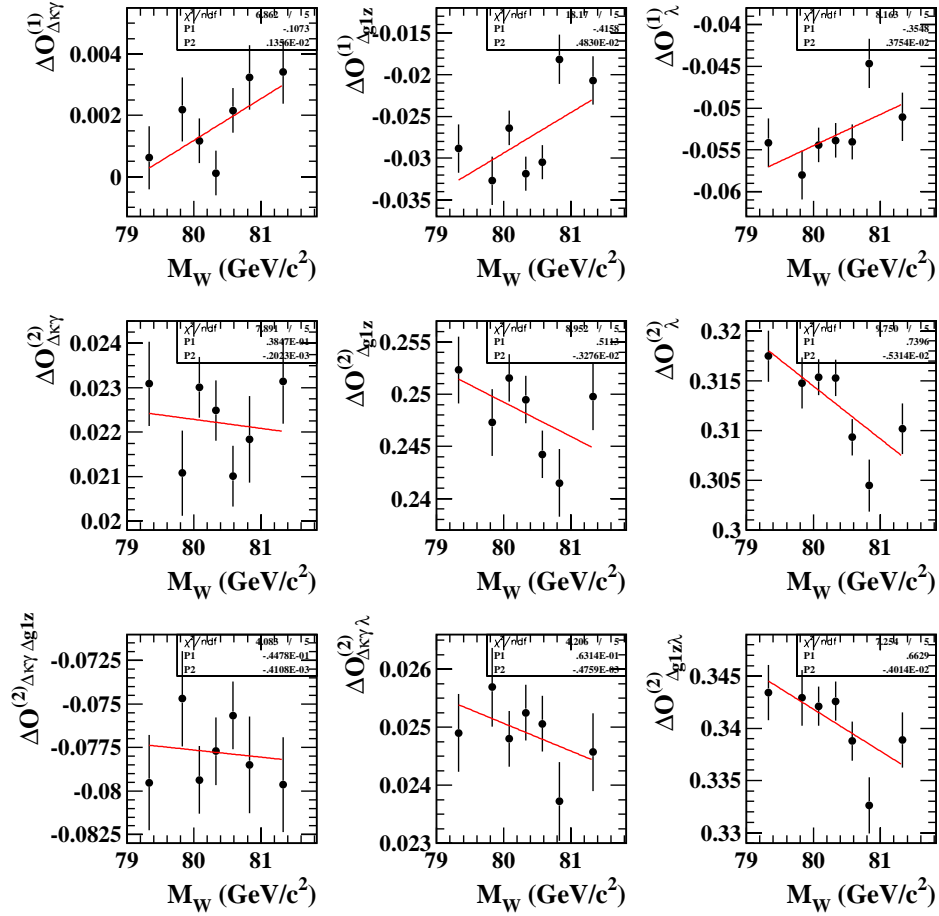 ΔO^(1)_Δκγ
χ²/ndf 6.862 / 5
P1 -.1073
P2 .1356E-02
0.004
0.002
0
79 80 81
M_W (GeV/c²)
ΔO^(1)_Δg1z
χ²/ndf 18.17 / 5
P1 -.4158
P2 .4830E-02
-0.015
-0.02
-0.025
-0.03
-0.035
79 80 81
M_W (GeV/c²)
ΔO^(1)_λ
χ²/ndf 8.163 / 5
P1 -.3548
P2 .3754E-02
-0.04
-0.045
-0.05
-0.055
-0.06
79 80 81
M_W (GeV/c²)
ΔO^(2)_Δκγ
χ²/ndf 7.891 / 5
P1 .3847E-01
P2 -.2023E-03
0.024
0.023
0.022
0.021
0.02
79 80 81
M_W (GeV/c²)
ΔO^(2)_Δg1z
χ²/ndf 8.952 / 5
P1 .5113
P2 -.3276E-02
0.255
0.25
0.245
0.24
79 80 81
M_W (GeV/c²)
ΔO^(2)_λ
χ²/ndf 9.750 / 5
P1 .7396
P2 -.5314E-02
0.32
0.315
0.31
0.305
0.3
79 80 81
M_W (GeV/c²)
ΔO^(2)_Δκγ Δg1z
χ²/ndf 4.083 / 5
P1 -.4478E-01
P2 -.4108E-03
-0.0725
-0.075
-0.0775
-0.08
-0.0825
79 80 81
M_W (GeV/c²)
ΔO^(2)_Δκγ λ
χ²/ndf 4.206 / 5
P1 .6314E-01
P2 -.4759E-03
0.026
0.025
0.024
0.023
79 80 81
M_W (GeV/c²)
ΔO^(2)_Δg1zλ
χ²/ndf 7.254 / 5
P1 .6629
P2 -.4014E-02
0.345
0.34
0.335
0.33
79 80 81
M_W (GeV/c²)